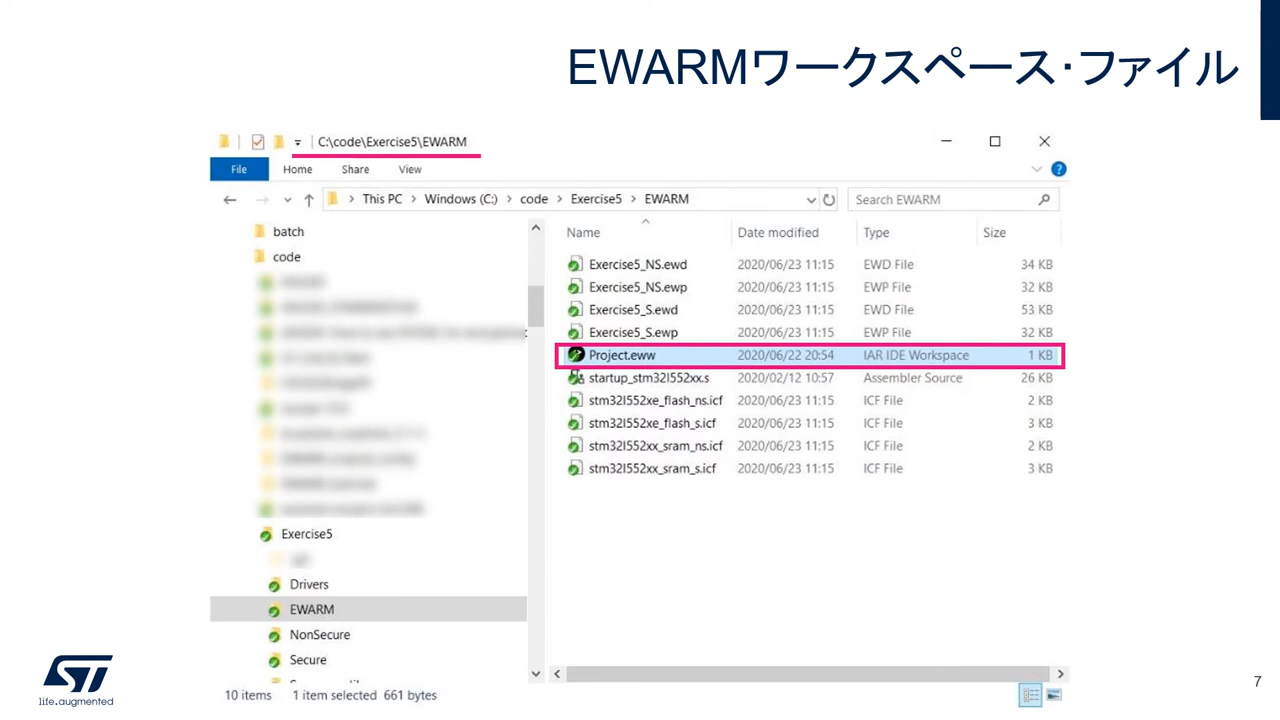 EWARMワークスペース･ファイル
C:\code\Exercise5\EWARM
File Home Share View
This PC > Windows (C:) > code > Exercise5 > EWARM
Search EWARM
batch
code
Exercise5
Drivers
EWARM
NonSecure
Secure
Name Date modified Type Size
Exercise5_NS.ewd 2020/06/23 11:15 EWD File 34 KB
Exercise5_NS.ewp 2020/06/23 11:15 EWP File 32 KB
Exercise5_S.ewd 2020/06/23 11:15 EWD File 53 KB
Exercise5_S.ewp 2020/06/23 11:15 EWP File 32 KB
Project.eww 2020/06/22 20:54 IAR IDE Workspace 1 KB
startup_stm32l552xx.s 2020/02/12 10:57 Assembler Source 26 KB
stm32l552xe_flash_ns.icf 2020/06/23 11:15 ICF File 2 KB
stm32l552xe_flash_s.icf 2020/06/23 11:15 ICF File 3 KB
stm32l552xx_sram_ns.icf 2020/06/23 11:15 ICF File 2 KB
stm32l552xx_sram_s.icf 2020/06/23 11:15 ICF File 3 KB
10 items 1 item selected 661 bytes
ST
life.augmented
7